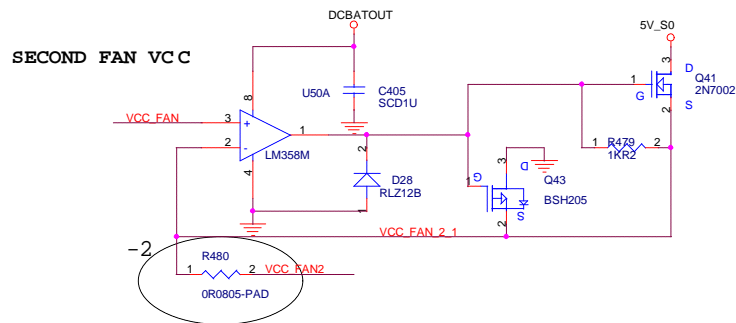 DCBATOUT
5V_S0
SECOND FAN VCC
3
D
Q41
2N7002
8
U50A
C405
SCD1U
1
G
S
2
VCC_FAN
3
+
1
2
-
LM358M
2
1
R479
2
1KR2
3
4
D28
RLZ12B
1
G
D
Q43
1
BSH205
S
2
VCC_FAN_2_1
-2
R480
1
2
VCC_FAN2
0R0805-PAD